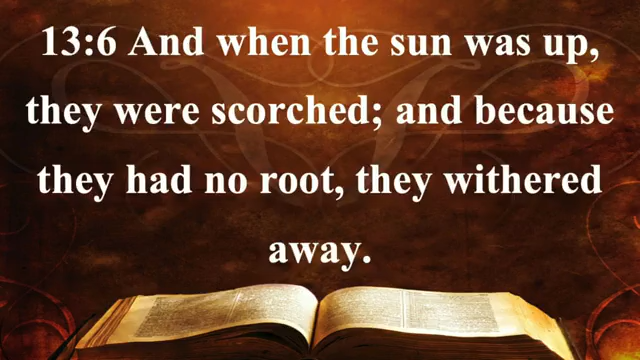 13:6 And when the sun was up,
they were scorched; and because
they had no root, they withered
away.